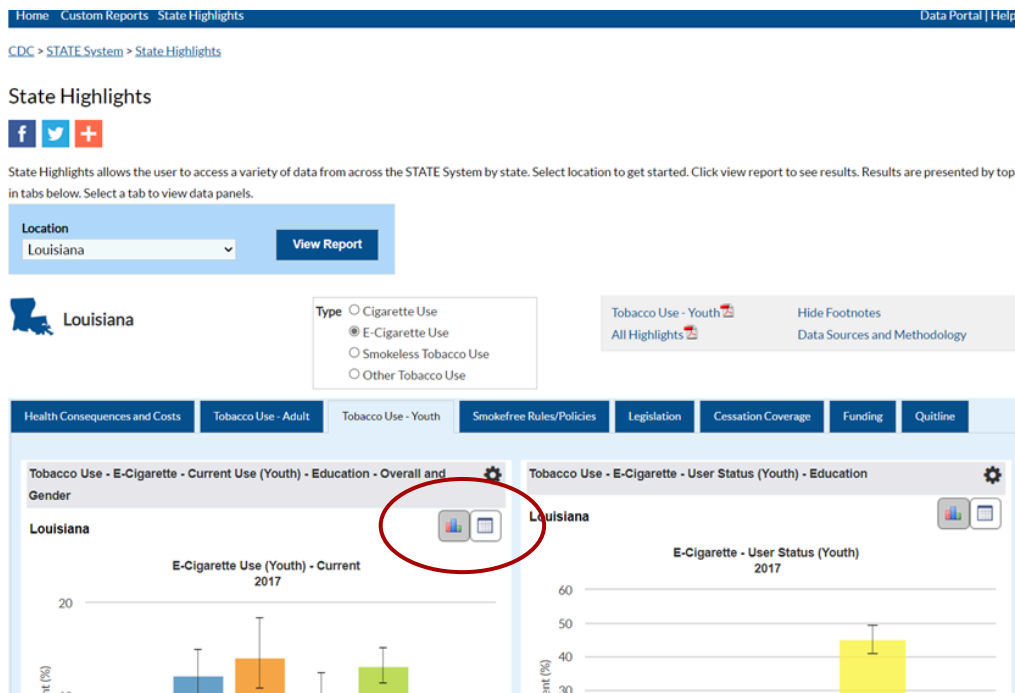 Home Custom Reports State Highlights Data Portal | Help
CDC > STATE System > State Highlights
State Highlights
State Highlights allows the user to access a variety of data from across the STATE System by state. Select location to get started. Click view report to see results. Results are presented by top
in tabs below. Select a tab to view data panels.
Location
Louisiana
View Report
Louisiana
Type Cigarette Use
E-Cigarette Use
Smokeless Tobacco Use
Other Tobacco Use
Tobacco Use - Youth Hide Footnotes
All Highlights Data Sources and Methodology
Health Consequences and Costs Tobacco Use - Adult Tobacco Use - Youth Smokefree Rules/Policies Legislation Cessation Coverage Funding Quitline
Tobacco Use - E-Cigarette - Current Use (Youth) - Education - Overall and
Gender
Louisiana
E-Cigarette Use (Youth) - Current
2017
20
Tobacco Use - E-Cigarette - User Status (Youth) - Education
Louisiana
E-Cigarette - User Status (Youth)
2017
60
50
40
30